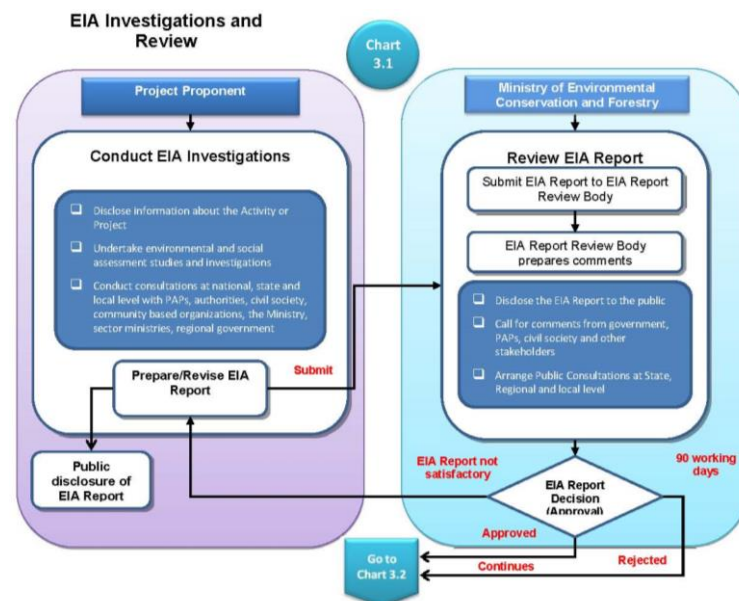 EIA Investigations and
Review
Chart
3.1
Project Proponent
Conduct EIA Investigations
Disclose information about the Activity or
Project
Undertake environmental and social
assessment studies and investigations
Conduct consultations at national, state and
local level with PAPs, authorities, civil society,
community based organizations, the Ministry,
sector ministries, regional government
Prepare/Revise EIA
Report
Submit
Public
disclosure of
EIA Report
Ministry of Environmental
Conservation and Forestry
Review EIA Report
Submit EIA Report to EIA Report
Review Body
EIA Report Review Body
prepares comments
Disclose the EIA Report to the public
Call for comments from government,
PAPs, civil society and other
stakeholders
Arrange Public Consultations at State,
Regional and local level
EIA Report not
satisfactory
90 working
days
EIA Report
Decision
(Approval)
Approved
Continues
Rejected
Go to
Chart 3.2